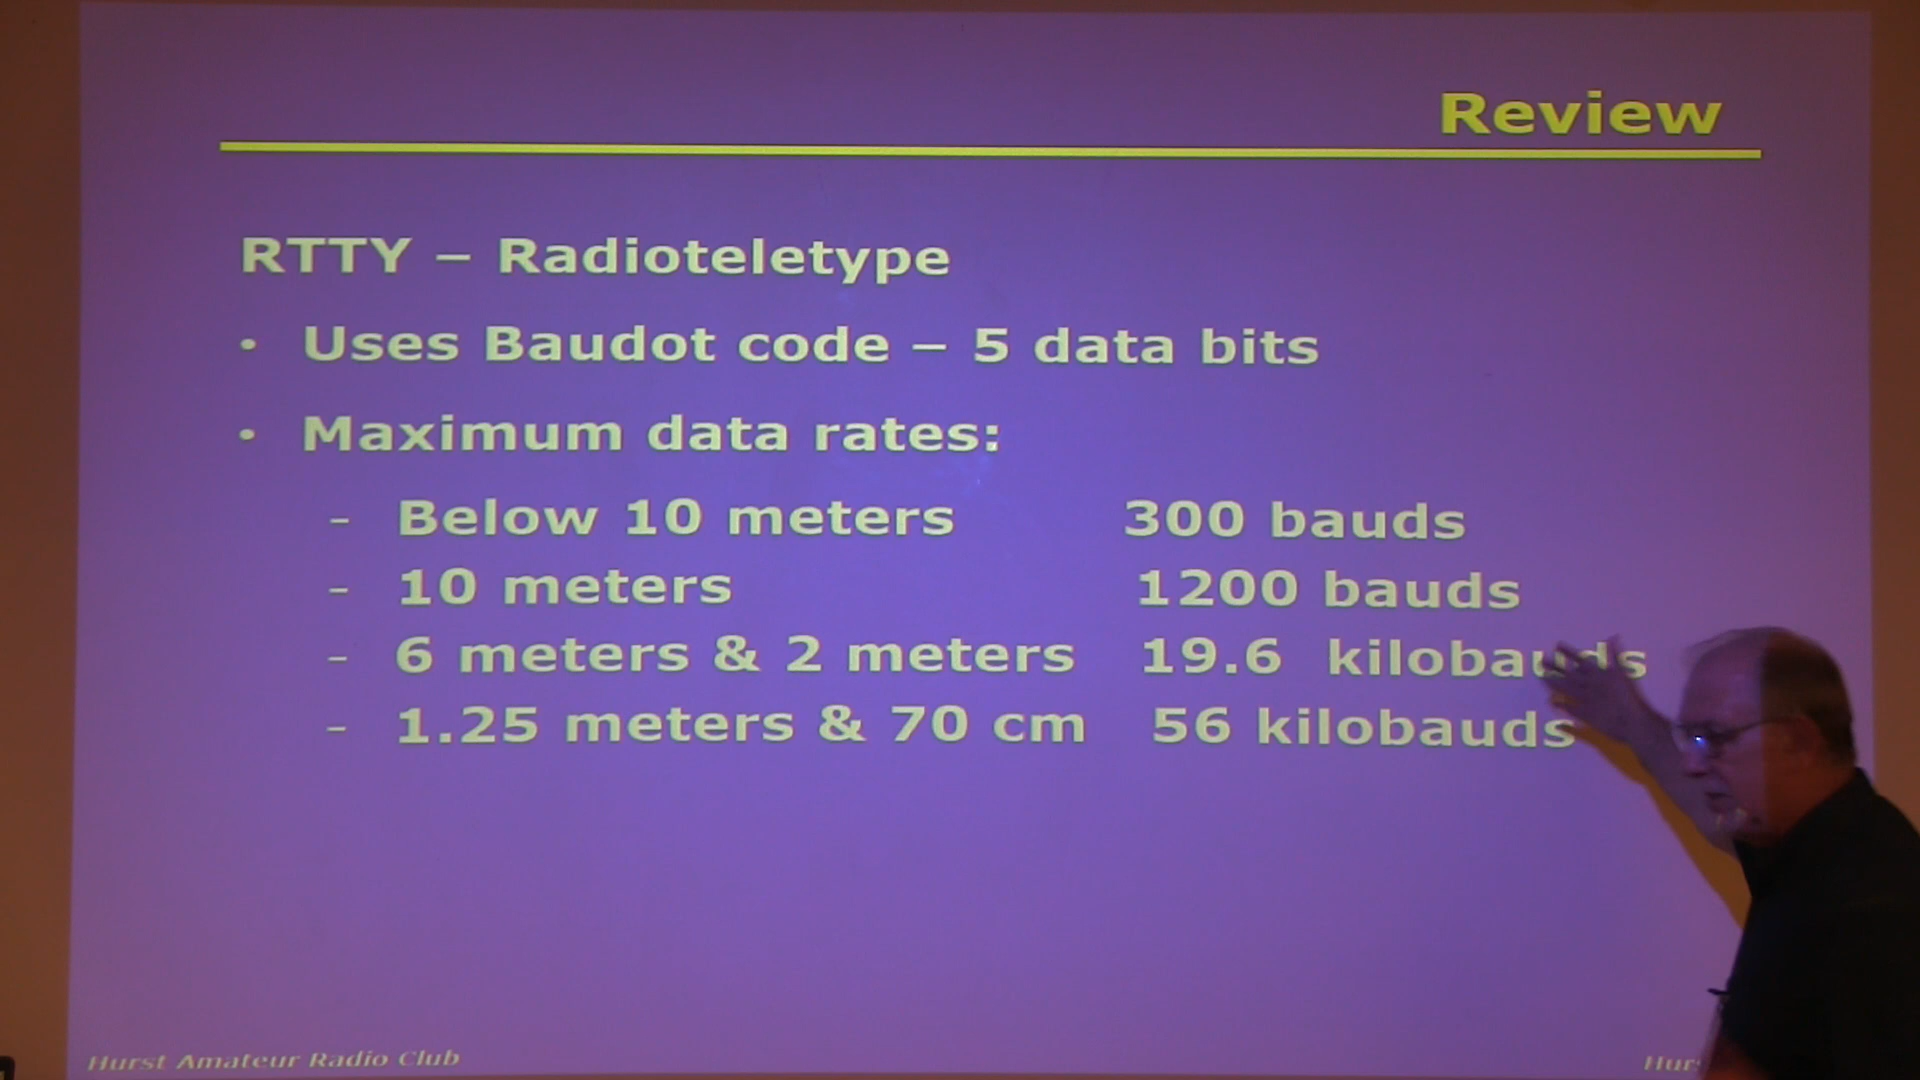 Review
RTTY – Radioteletype
• Uses Baudot code – 5 data bits
• Maximum data rates:
– Below 10 meters 300 bauds
– 10 meters 1200 bauds
– 6 meters & 2 meters 19.6 kilobauds
– 1.25 meters & 70 cm 56 kilobauds
Hurst Amateur Radio Club